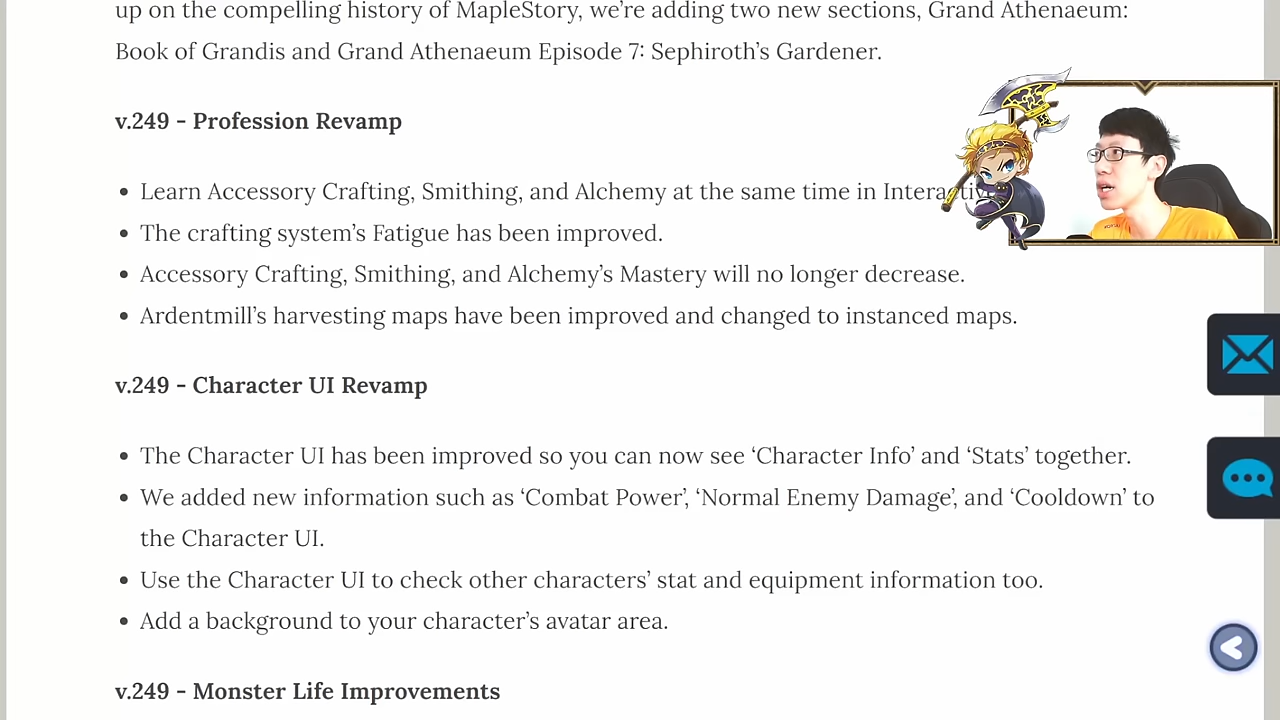 up on the compelling history of MapleStory, we’re adding two new sections, Grand Athenaeum:
Book of Grandis and Grand Athenaeum Episode 7: Sephiroth’s Gardener.
v.249 - Profession Revamp
• Learn Accessory Crafting, Smithing, and Alchemy at the same time in
• The crafting system’s Fatigue has been improved.
• Accessory Crafting, Smithing, and Alchemy’s Mastery will no longer decrease.
• Ardentmill’s harvesting maps have been improved and changed to instanced maps.
v.249 - Character UI Revamp
• The Character UI has been improved so you can now see ‘Character Info’ and ‘Stats’ together.
• We added new information such as ‘Combat Power’, ‘Normal Enemy Damage’, and ‘Cooldown’ to
the Character UI.
• Use the Character UI to check other characters’ stat and equipment information too.
• Add a background to your character’s avatar area.
v.249 - Monster Life Improvements